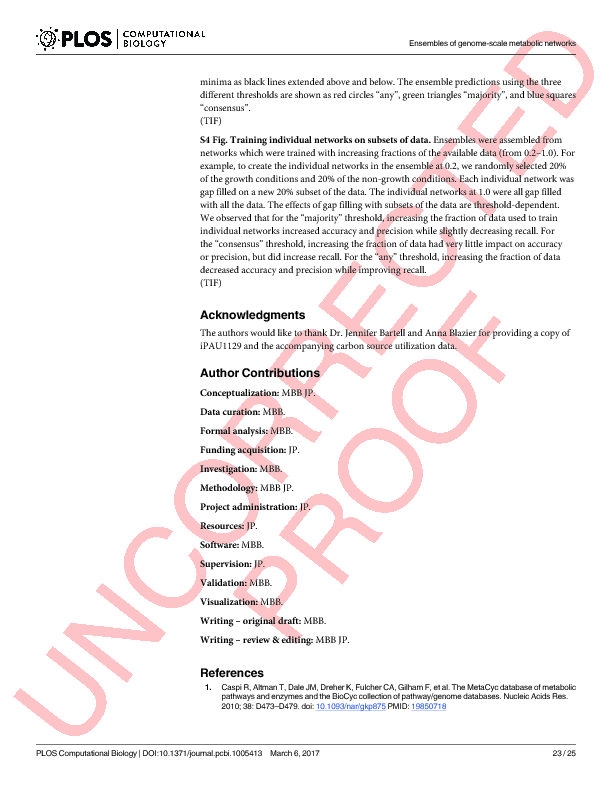 PLOS COMPUTATIONAL BIOLOGY
Ensembles of genome-scale metabolic networks
minima as black lines extended above and below. The ensemble predictions using the three
different thresholds are shown as red circles “any”, green triangles “majority”, and blue squares
“consensus”.
(TIF)
S4 Fig. Training individual networks on subsets of data. Ensembles were assembled from
networks which were trained with increasing fractions of the available data (from 0.2–1.0). For
example, to create the individual networks in the ensemble at 0.2, we randomly selected 20%
of the growth conditions and 20% of the non-growth conditions. Each individual network was
gap filled on a new 20% subset of the data. The individual networks at 1.0 were all gap filled
with all the data. The effects of gap filling with subsets of the data are threshold-dependent.
We observed that for the “majority” threshold, increasing the fraction of data used to train
individual networks increased accuracy and precision while slightly decreasing recall. For
the “consensus” threshold, increasing the fraction of data had very little impact on accuracy
or precision, but did increase recall. For the “any” threshold, increasing the fraction of data
decreased accuracy and precision while improving recall.
(TIF)
Acknowledgments
The authors would like to thank Dr. Jennifer Bartell and Anna Blazier for providing a copy of
iPAU1129 and the accompanying carbon source utilization data.
Author Contributions
Conceptualization: MBB JP.
Data curation: MBB.
Formal analysis: MBB.
Funding acquisition: JP.
Investigation: MBB.
Methodology: MBB JP.
Project administration: JP.
Resources: JP.
Software: MBB.
Supervision: JP.
Validation: MBB.
Visualization: MBB.
Writing – original draft: MBB.
Writing – review & editing: MBB JP.
References
1. Caspi R, Altman T, Dale JM, Dreher K, Fulcher CA, Gilham F, et al. The MetaCyc database of metabolic
pathways and enzymes and the BioCyc collection of pathway/genome databases. Nucleic Acids Res.
2010; 38: D473–D479. doi: 10.1093/nar/gkp875 PMID: 19850718
PLOS Computational Biology | DOI:10.1371/journal.pcbi.1005413 March 6, 2017
23 / 25
UNCORRECTED
PROOF